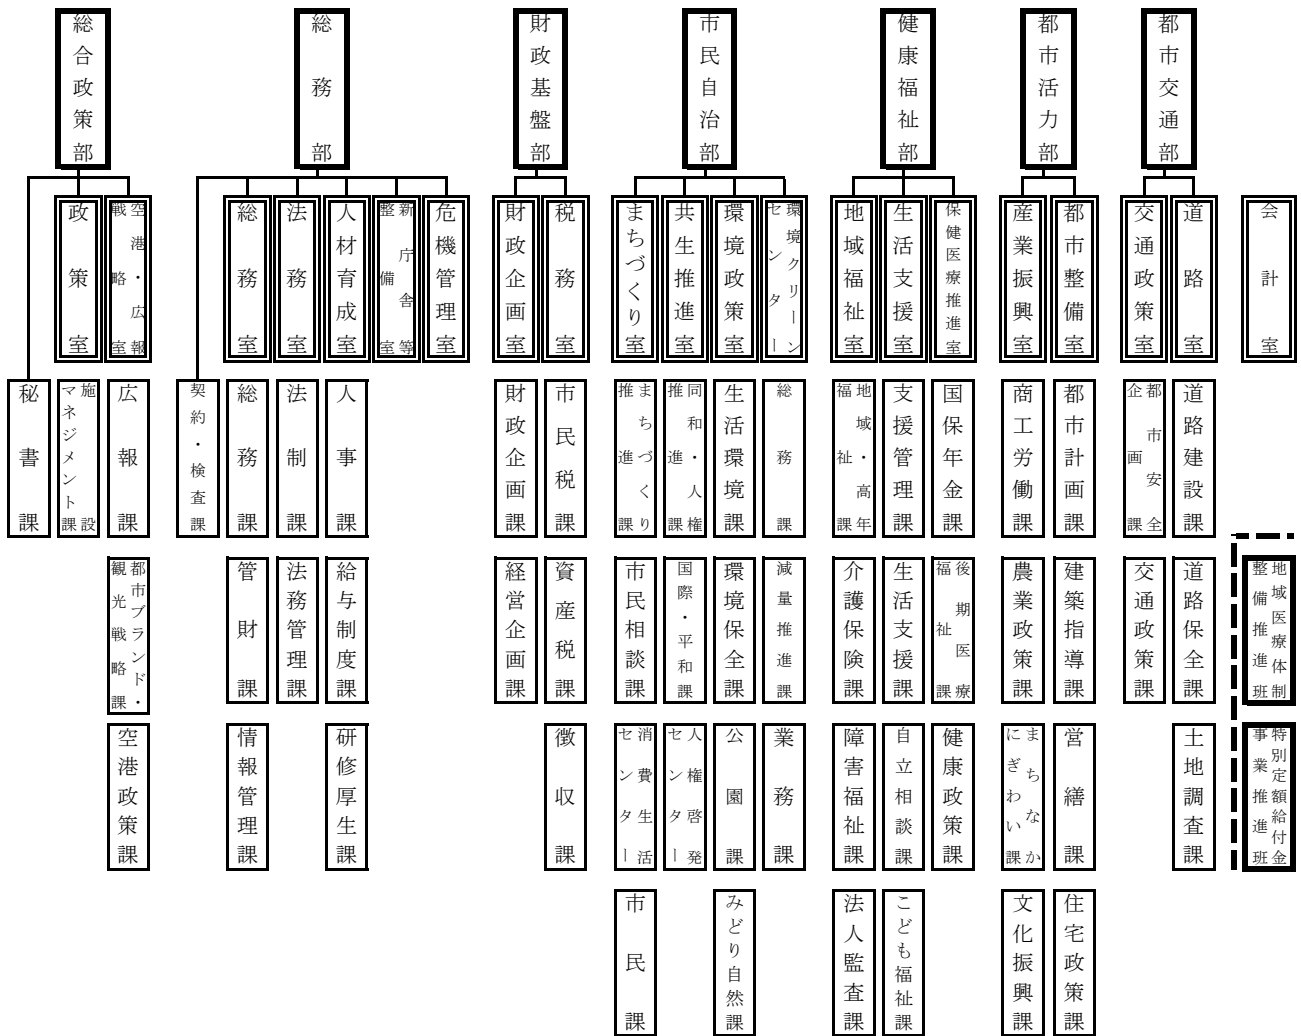 総合政策部
総務部
財政基盤部
市民自治部
健康福祉部
都市活力部
都市交通部
政策室
空港戦略・広報室
総務室
法務室
人材育成室
新庁舎等整備室
危機管理室
財政企画室
税務室
まちづくり室
共生推進室
環境政策室
環境クリーンセンター
地域福祉室
生活支援室
保健医療推進室
産業振興室
都市整備室
交通政策室
道路室
会計室
秘書課
施設マネジメント課
広報課
契約・検査課
総務課
法制課
人事課
財政企画課
市民税課
まちづくり推進課
同和・人権推進課
生活環境課
総務課
地域・高年福祉課
支援管理課
国保年金課
商工労働課
都市計画課
都市安全企画課
道路建設課
都市ブランド・観光戦略課
管財課
法務管理課
給与制度課
経営企画課
資産税課
市民相談課
国際・平和課
環境保全課
減量推進課
介護保険課
生活支援課
後期医療福祉課
農業政策課
建築指導課
交通政策課
道路保全課
地域医療体制整備推進班
空港政策課
情報管理課
研修厚生課
徴収課
消費生活センター
人権啓発センター
公園課
業務課
障害福祉課
自立相談課
健康政策課
まちなかにぎわい課
営繕課
土地調査課
特別定額給付金事業推進班
市民課
みどり自然課
法人監査課
こども福祉課
文化振興課
住宅政策課